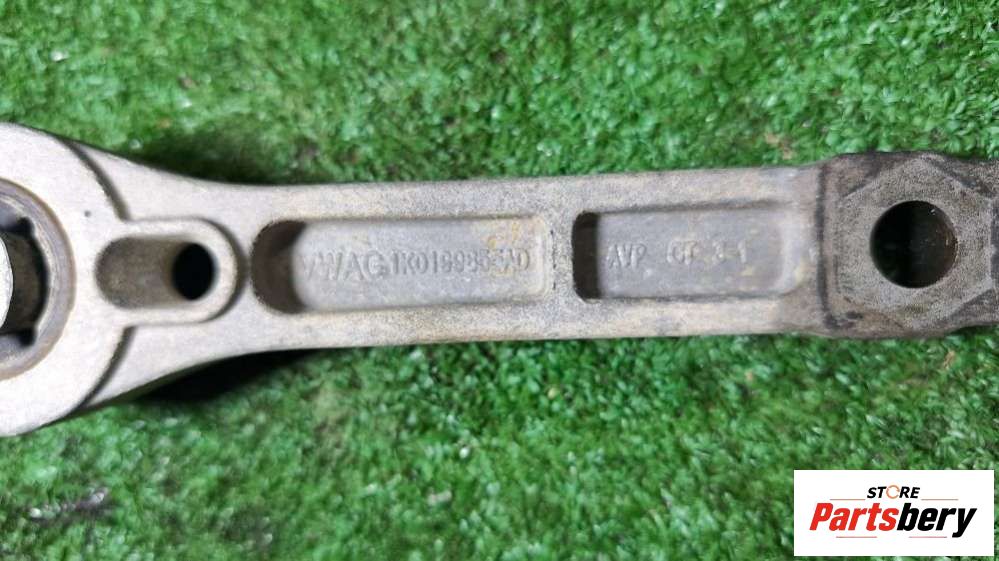 VWAG 1K0199855AD
AVP
STORE
Partsbery